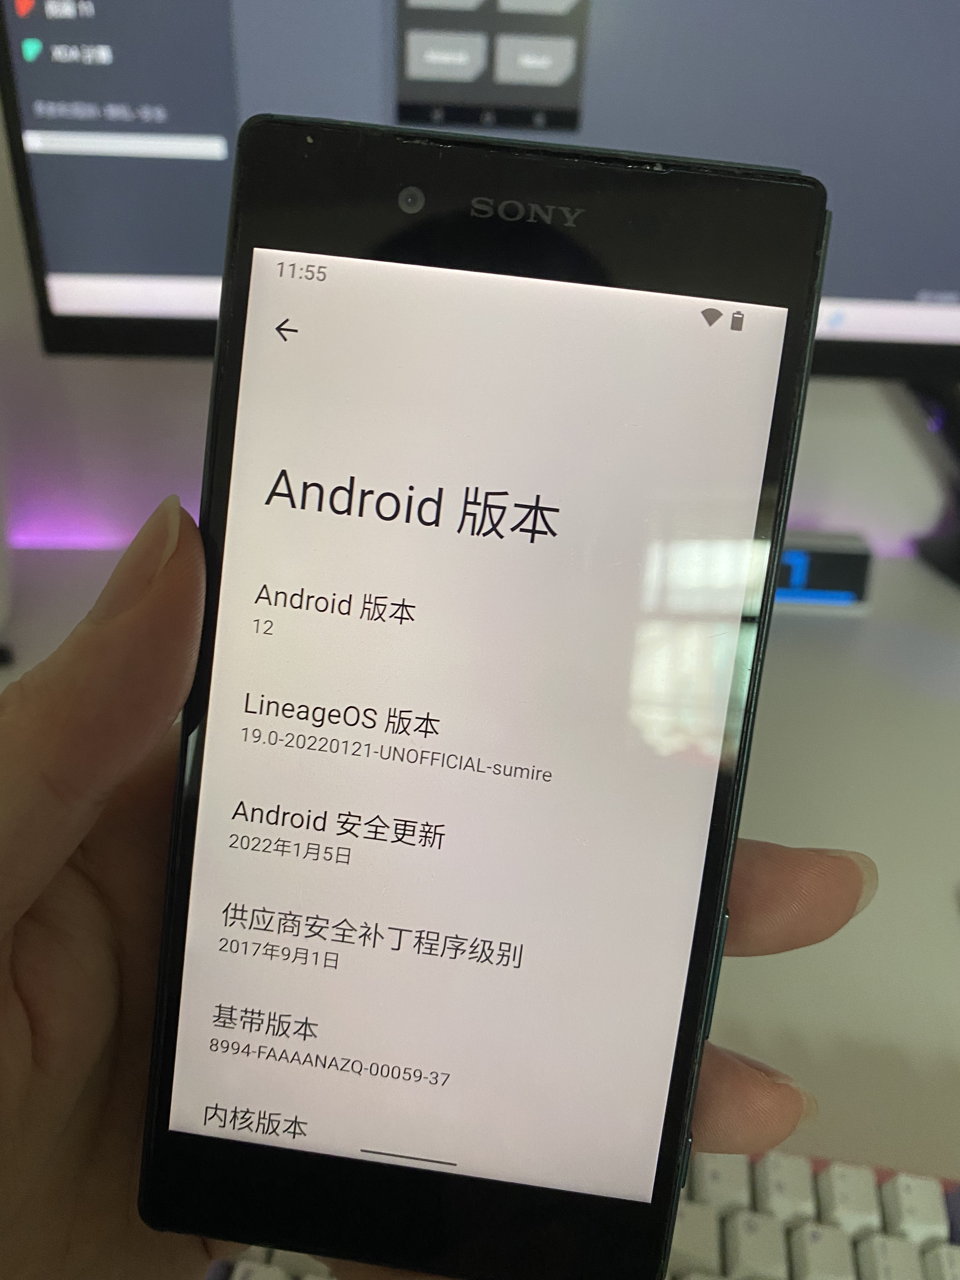 SONY
11:55
Android 版本
Android 版本
12
LineageOS 版本
19.0-20220121-UNOFFICIAL-sumire
Android 安全更新
2022年1月5日
供应商安全补丁程序级别
2017年9月1日
基带版本
8994-FAAAANAZQ-00059-37
内核版本